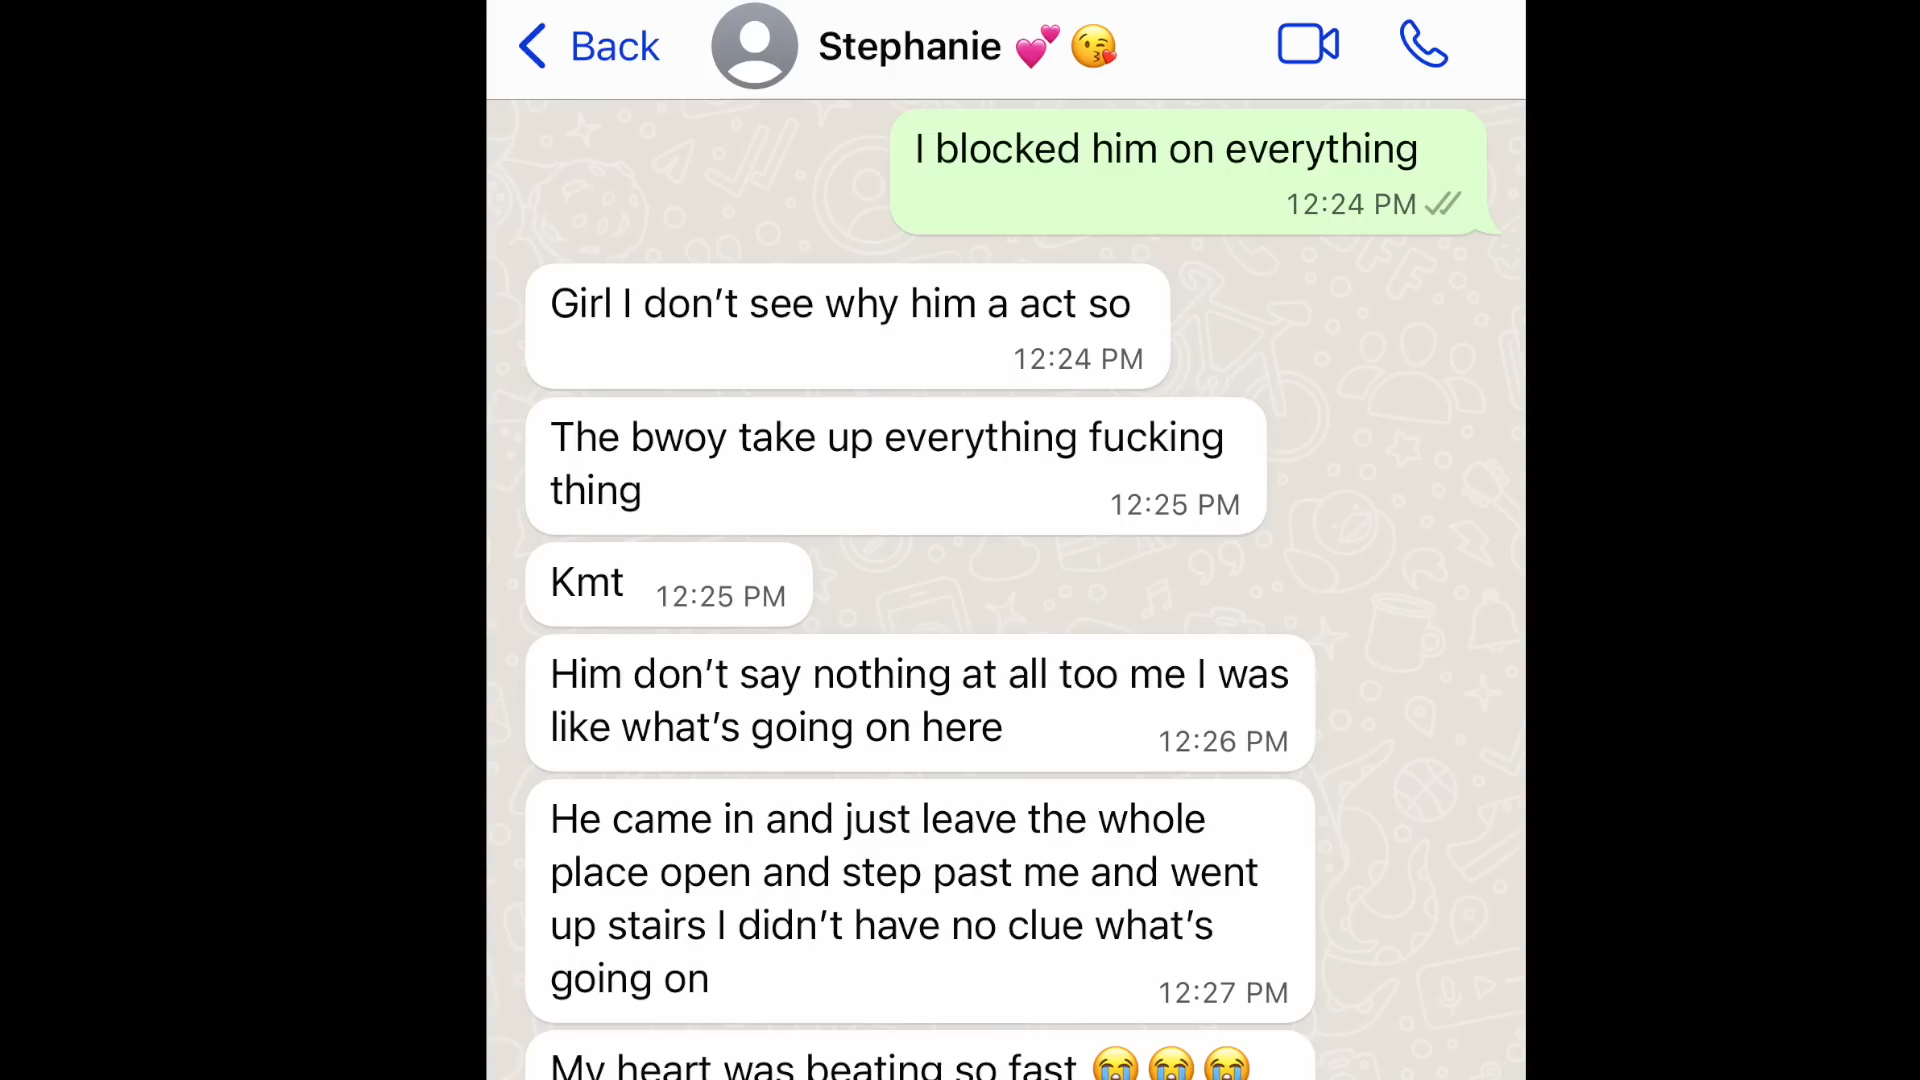 Back
Stephanie 💕 😘
I blocked him on everything
12:24 PM
Girl I don’t see why him a act so
12:24 PM
The bwoy take up everything fucking
thing
12:25 PM
Kmt 12:25 PM
Him don’t say nothing at all too me I was
like what’s going on here
12:26 PM
He came in and just leave the whole
place open and step past me and went
up stairs I didn’t have no clue what’s
going on
12:27 PM
My heart was beating so fast 😭😭😭